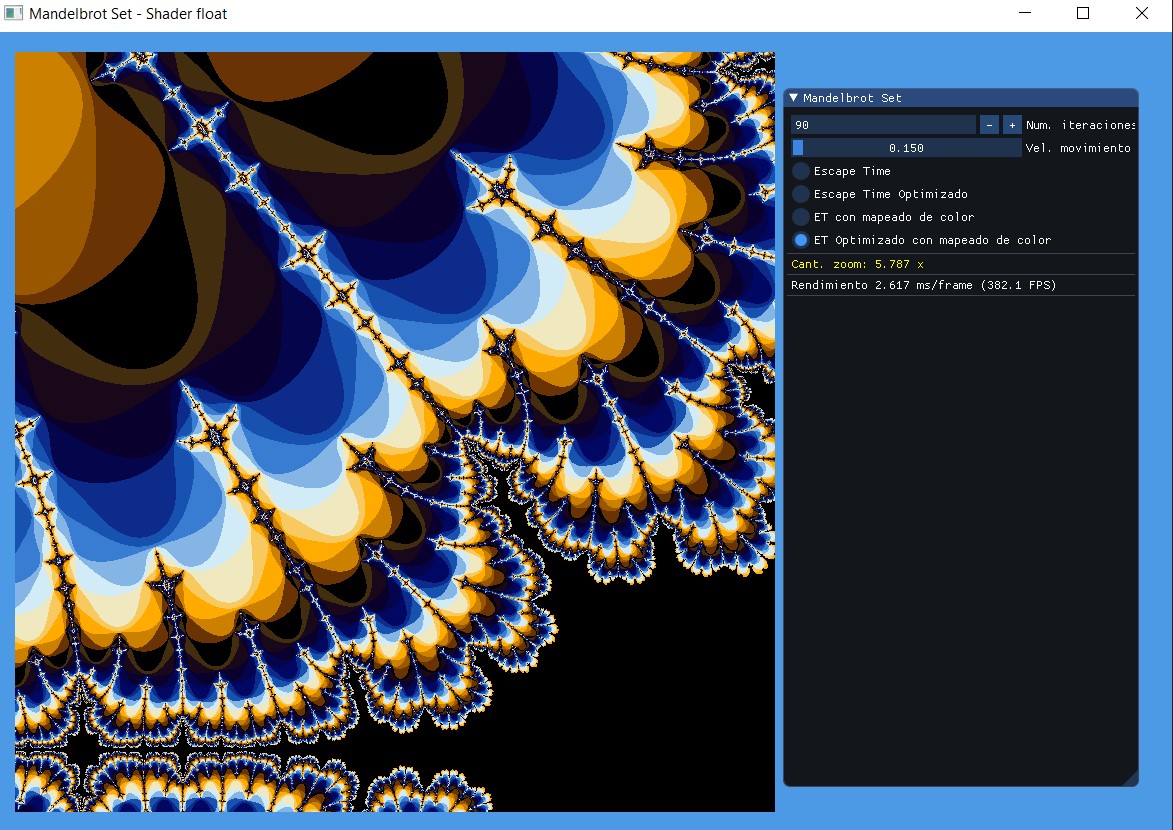 Mandelbrot Set - Shader float
Mandelbrot Set
90 - + Num. iteraciones
0.150 Vel. movimiento
Escape Time
Escape Time Optimizado
ET con mapeado de color
ET Optimizado con mapeado de color
Cant. zoom: 5.787 x
Rendimiento 2.617 ms/frame (382.1 FPS)